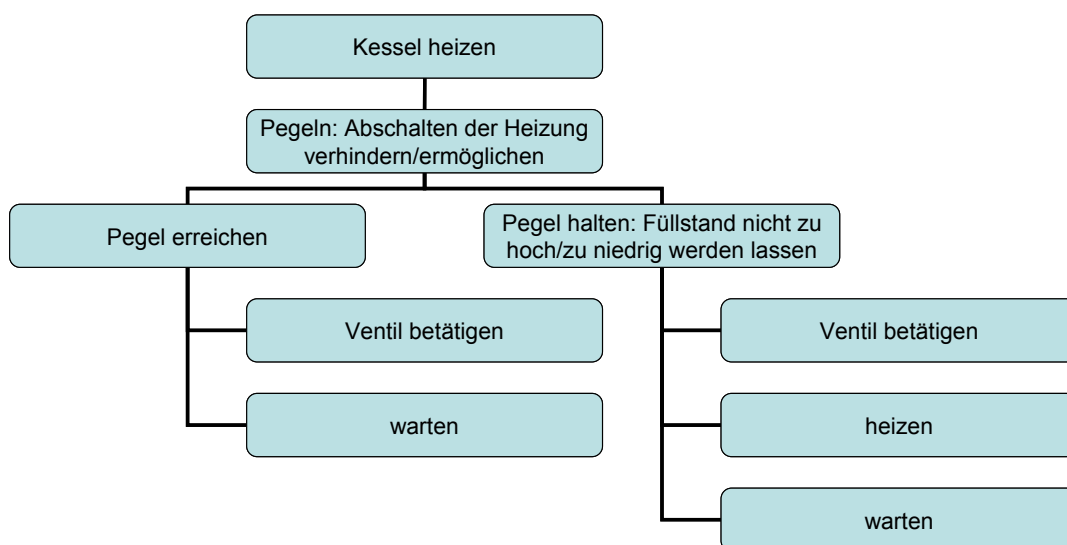 Kessel heizen
Pegeln: Abschalten der Heizung
verhindern/ermöglichen
Pegel erreichen
Ventil betätigen
warten
Pegel halten: Füllstand nicht zu
hoch/zu niedrig werden lassen
Ventil betätigen
heizen
warten